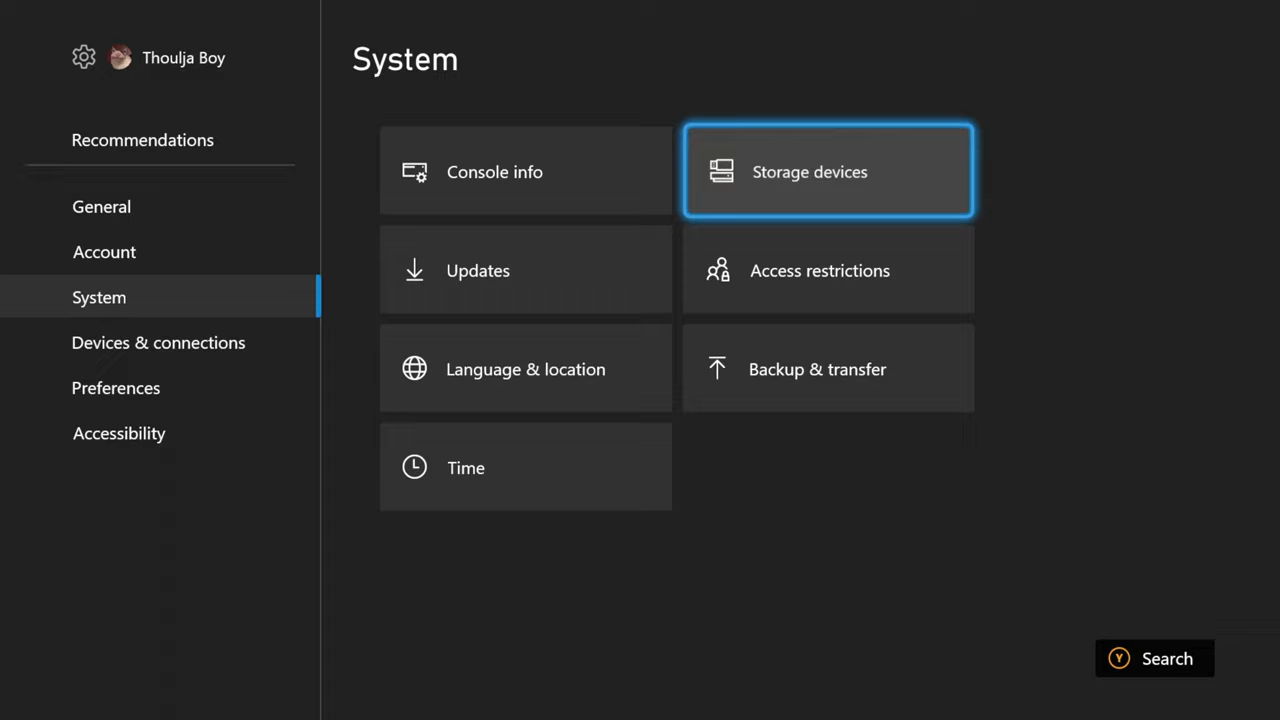 Thoulja Boy
Recommendations
General
Account
System
Devices & connections
Preferences
Accessibility
System
Console info
Storage devices
Updates
Access restrictions
Language & location
Backup & transfer
Time
Y Search